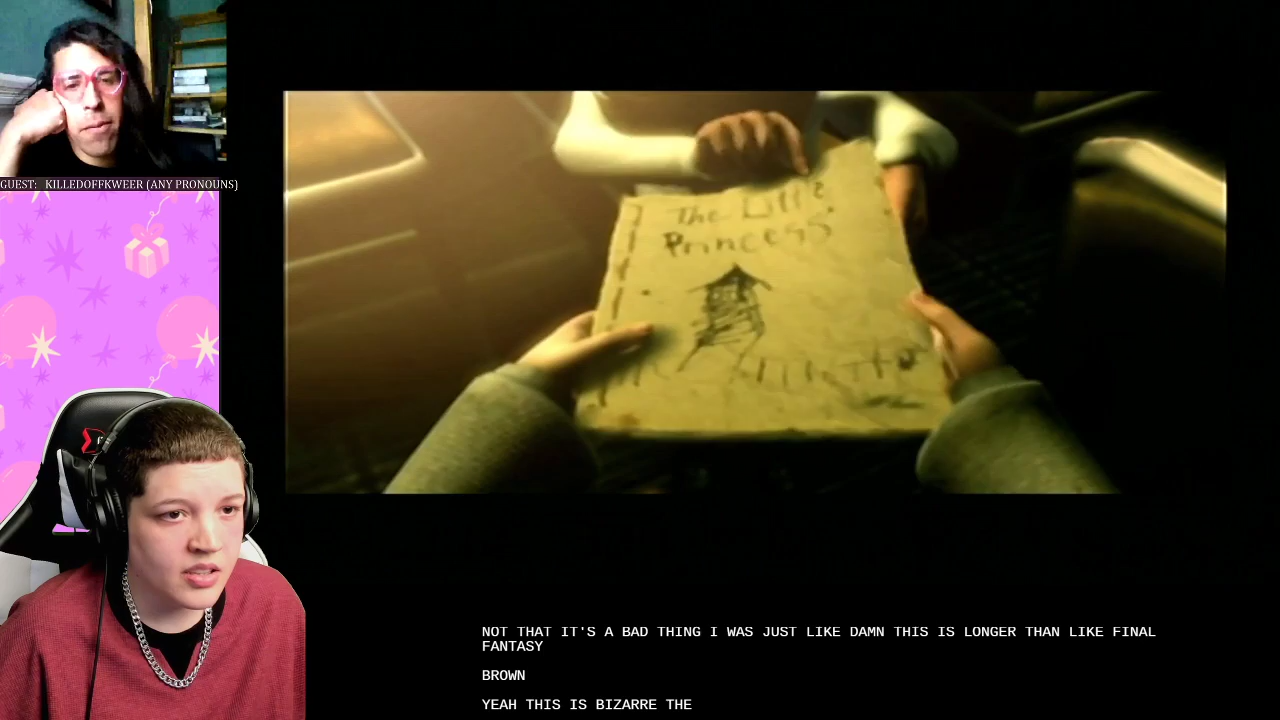 GUEST: KILLEDOFFKWEER (ANY PRONOUNS)
The Little
Princess
NOT THAT IT'S A BAD THING I WAS JUST LIKE DAMN THIS IS LONGER THAN LIKE FINAL
FANTASY
BROWN
YEAH THIS IS BIZARRE THE